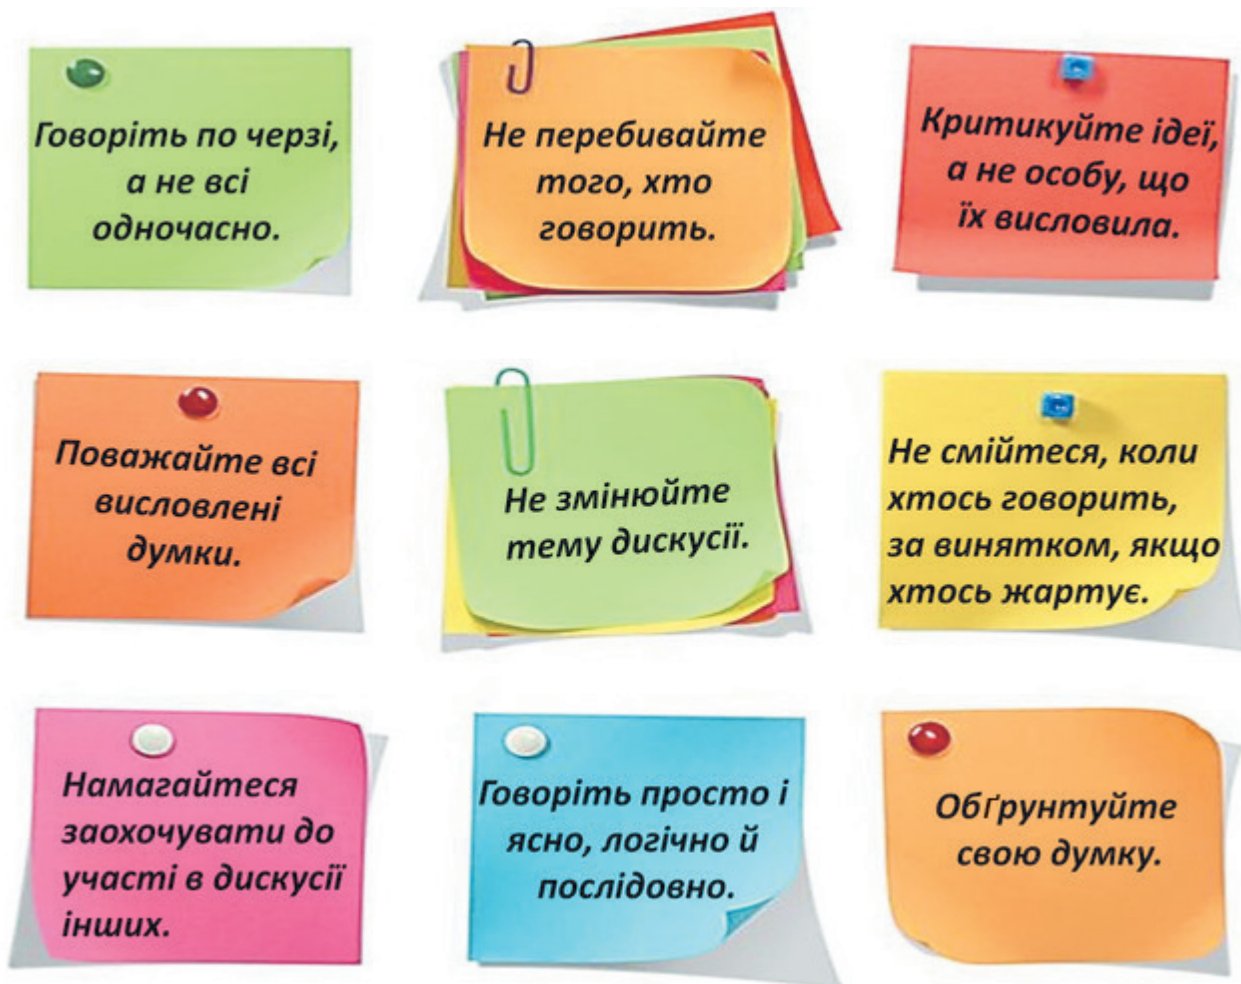 Говоріть по черзі,
а не всі
одночасно.
Не перебивайте
того, хто
говорить.
Критикуйте ідеї,
а не особу, що
їх висловила.
Поважайте всі
висловлені
думки.
Не змінюйте
тему дискусії.
Не смійтеся, коли
хтось говорить,
за винятком, якщо
хтось жартує.
Намагайтеся
заохочувати до
участі в дискусії
інших.
Говоріть просто і
ясно, логічно й
послідовно.
Обґрунтуйте
свою думку.